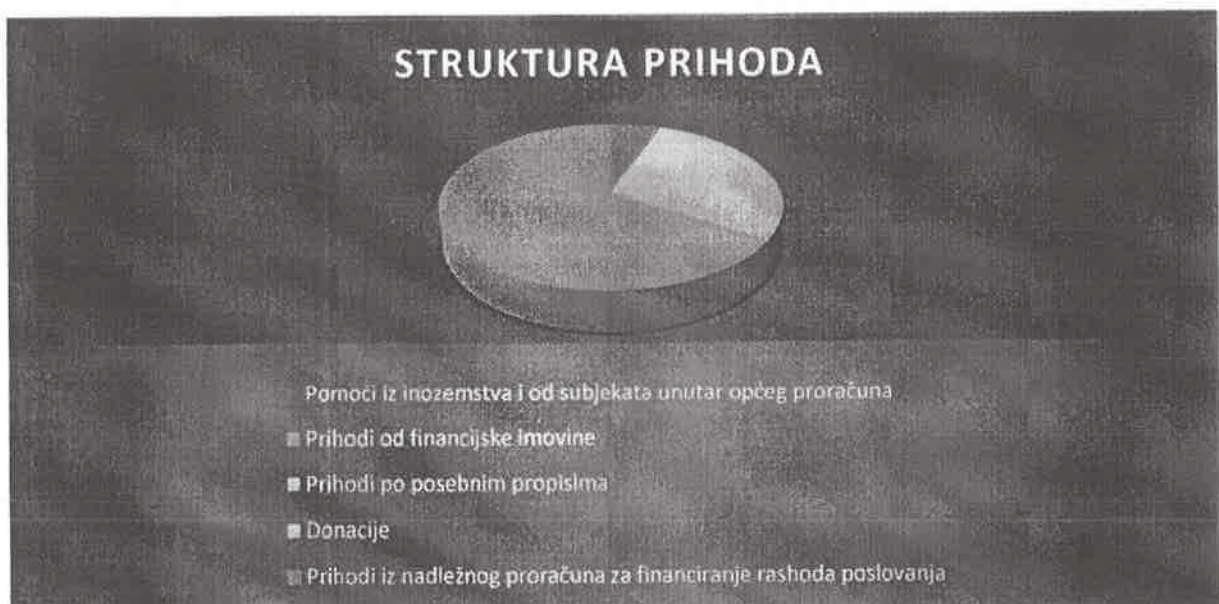 STRUKTURA PRIHODA
Pomoći iz inozemstva i od subjekata unutar općeg proračuna
Prihodi od financijske imovine
Prihodi po posebnim propisima
Donacije
Prihodi iz nadležnog proračuna za financiranje rashoda poslovanja